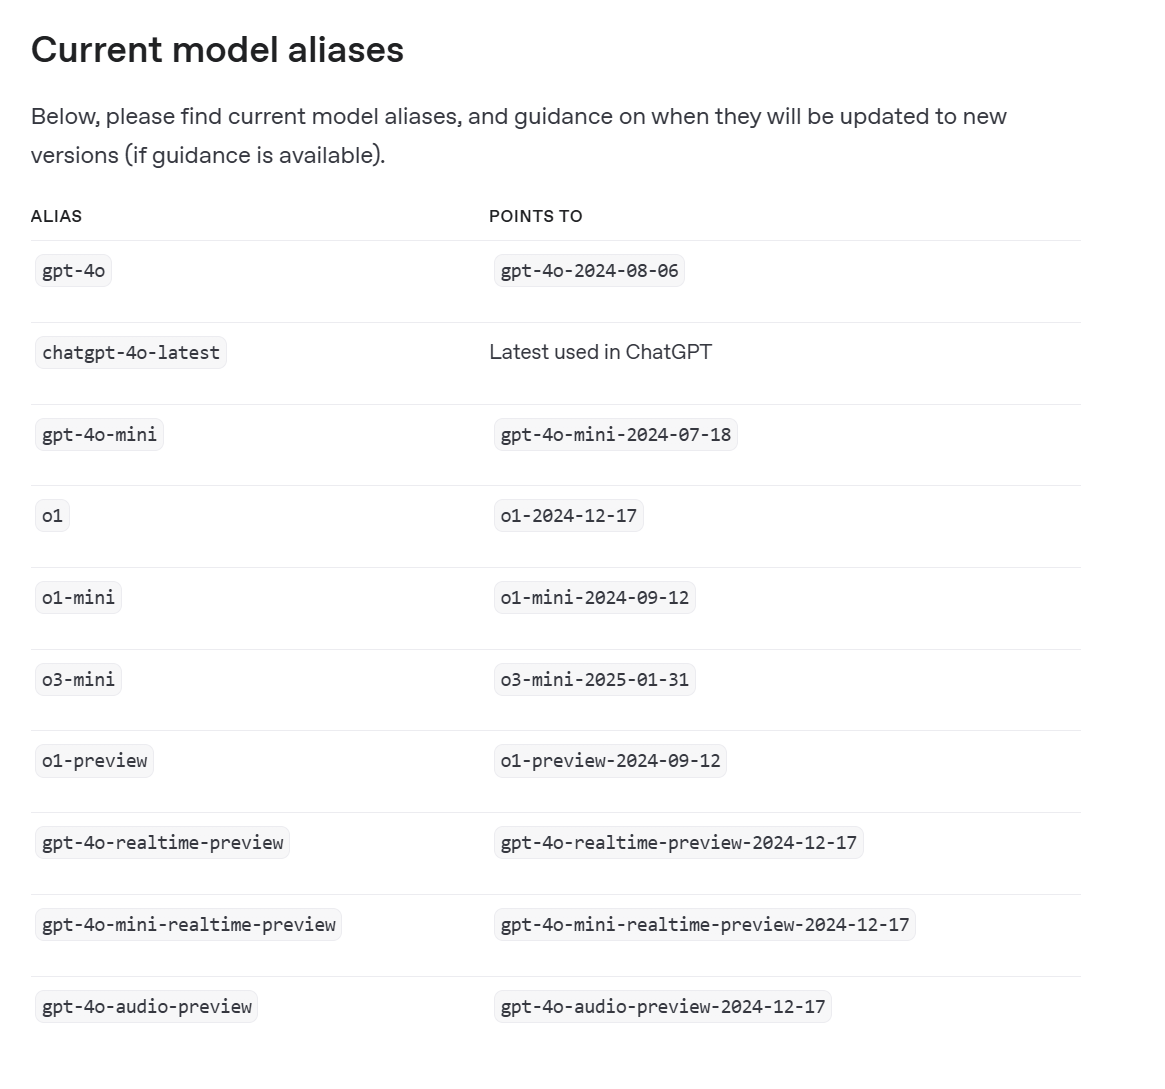 Current model aliases
Below, please find current model aliases, and guidance on when they will be updated to new
versions (if guidance is available).
ALIAS POINTS TO
gpt-4o gpt-4o-2024-08-06
chatgpt-4o-latest Latest used in ChatGPT
gpt-4o-mini gpt-4o-mini-2024-07-18
o1 o1-2024-12-17
o1-mini o1-mini-2024-09-12
o3-mini o3-mini-2025-01-31
o1-preview o1-preview-2024-09-12
gpt-4o-realtime-preview gpt-4o-realtime-preview-2024-12-17
gpt-4o-mini-realtime-preview gpt-4o-mini-realtime-preview-2024-12-17
gpt-4o-audio-preview gpt-4o-audio-preview-2024-12-17